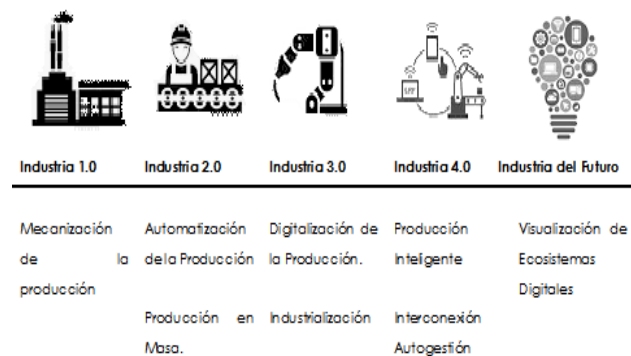 Industria 1.0
Industria 2.0
Industria 3.0
Industria 4.0
Industria del Futuro
Mecanización
de la
producción
Automatización
de la Producción
Producción en
Masa.
Digitalización de
la Producción.
Industrialización
Producción
Inteligente
Interconexión
Autogestión
Visualización de
Ecosistemas
Digitales